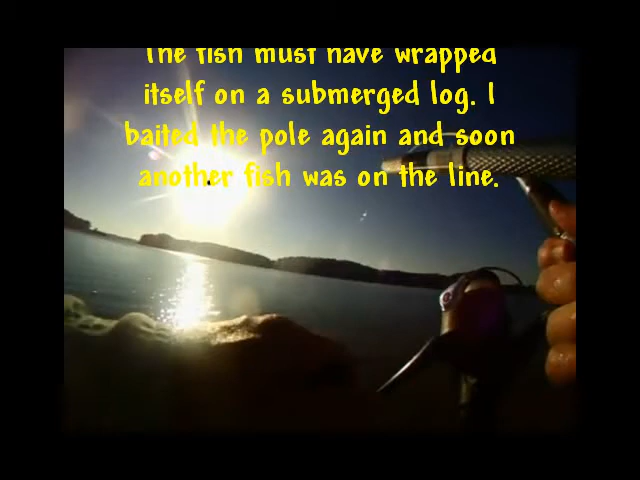 The fish must have wrapped
itself on a submerged log. I
baited the pole again and soon
another fish was on the line.